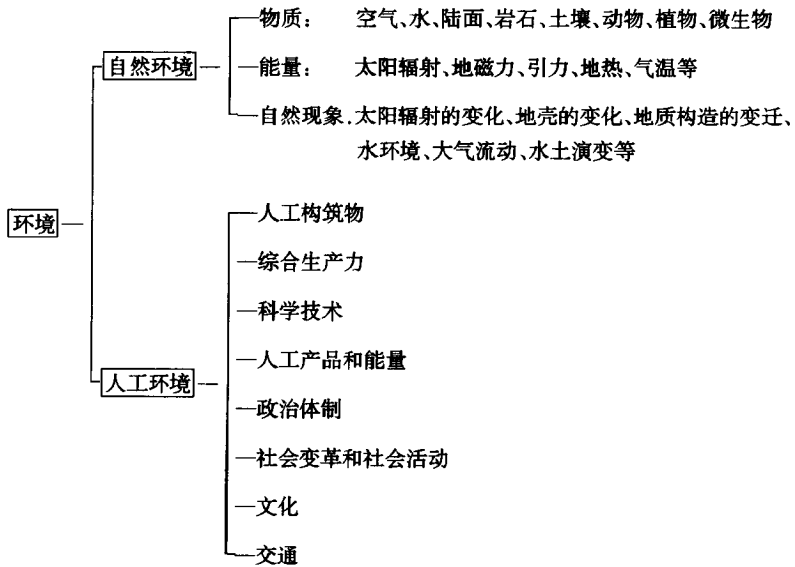 物质：　空气、水、陆面、岩石、土壤、动物、植物、微生物
自然环境
能量：　太阳辐射、地磁力、引力、地热、气温等
自然现象．太阳辐射的变化、地壳的变化、地质构造的变迁、
水环境、大气流动、水土演变等
人工构筑物
环境
综合生产力
科学技术
人工产品和能量
人工环境
政治体制
社会变革和社会活动
文化
交通